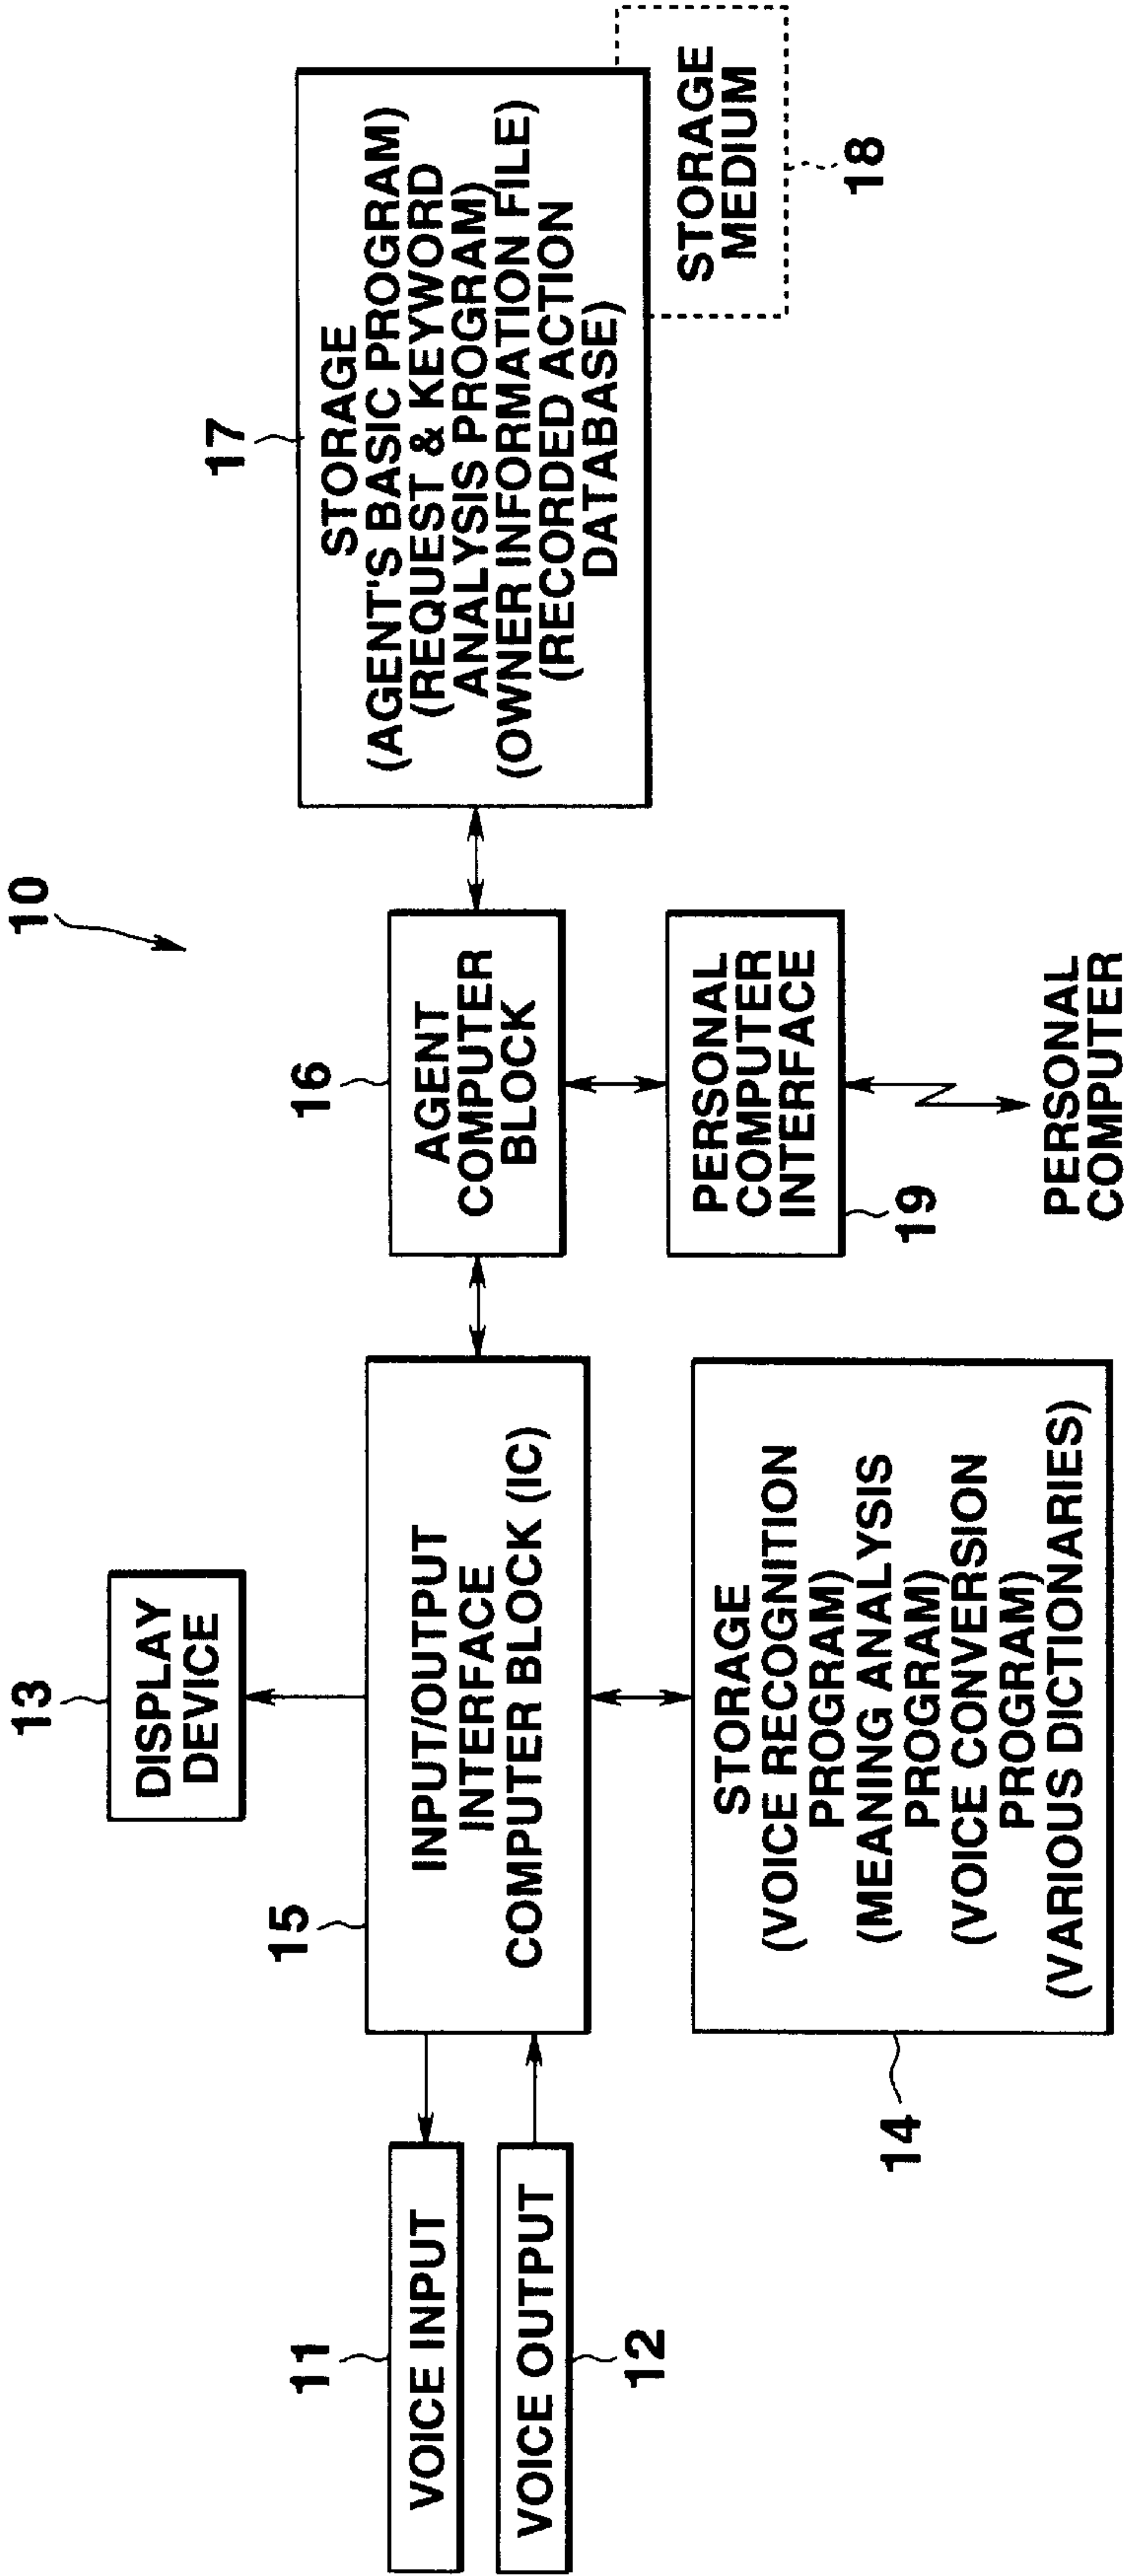 10
13
DISPLAY
DEVICE
11
VOICE INPUT
12
VOICE OUTPUT
15
INPUT/OUTPUT
INTERFACE
COMPUTER BLOCK (IC)
16
AGENT
COMPUTER
BLOCK
17
STORAGE
(AGENT'S BASIC PROGRAM)
(REQUEST & KEYWORD
ANALYSIS PROGRAM)
(OWNER INFORMATION FILE)
(RECORDED ACTION
DATABASE)
STORAGE
MEDIUM
18
14
STORAGE
(VOICE RECOGNITION
PROGRAM)
(MEANING ANALYSIS
PROGRAM)
(VOICE CONVERSION
PROGRAM)
(VARIOUS DICTIONARIES)
19
PERSONAL
COMPUTER
INTERFACE
PERSONAL
COMPUTER